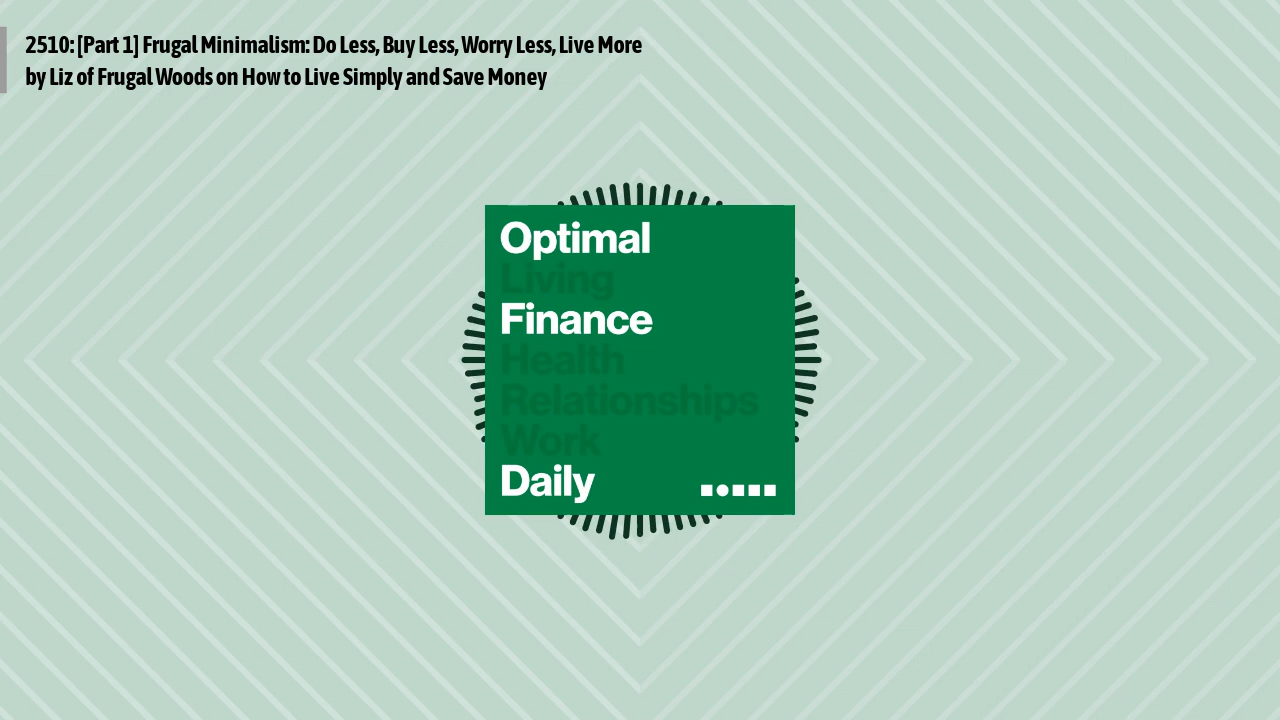 2510: [Part 1] Frugal Minimalism: Do Less, Buy Less, Worry Less, Live More
by Liz of Frugal Woods on How to Live Simply and Save Money
Optimal
Living
Finance
Health
Relationships
Work
Daily